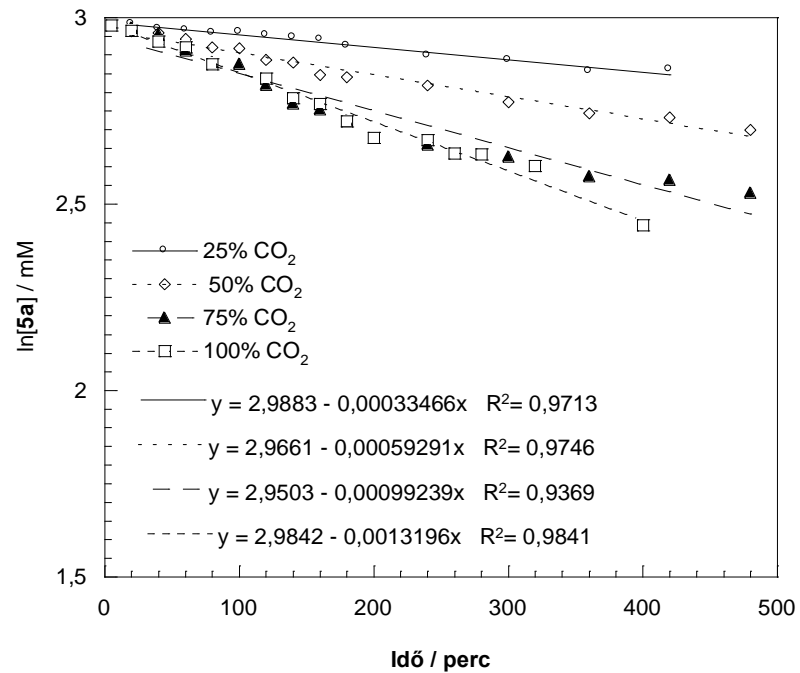 3
2,5
2
1,5
ln[5a] / mM
25% CO₂
50% CO₂
75% CO₂
100% CO₂
y = 2,9883 - 0,00033466x R²= 0,9713
y = 2,9661 - 0,00059291x R²= 0,9746
y = 2,9503 - 0,00099239x R²= 0,9369
y = 2,9842 - 0,0013196x R²= 0,9841
0 100 200 300 400 500
Idő / perc